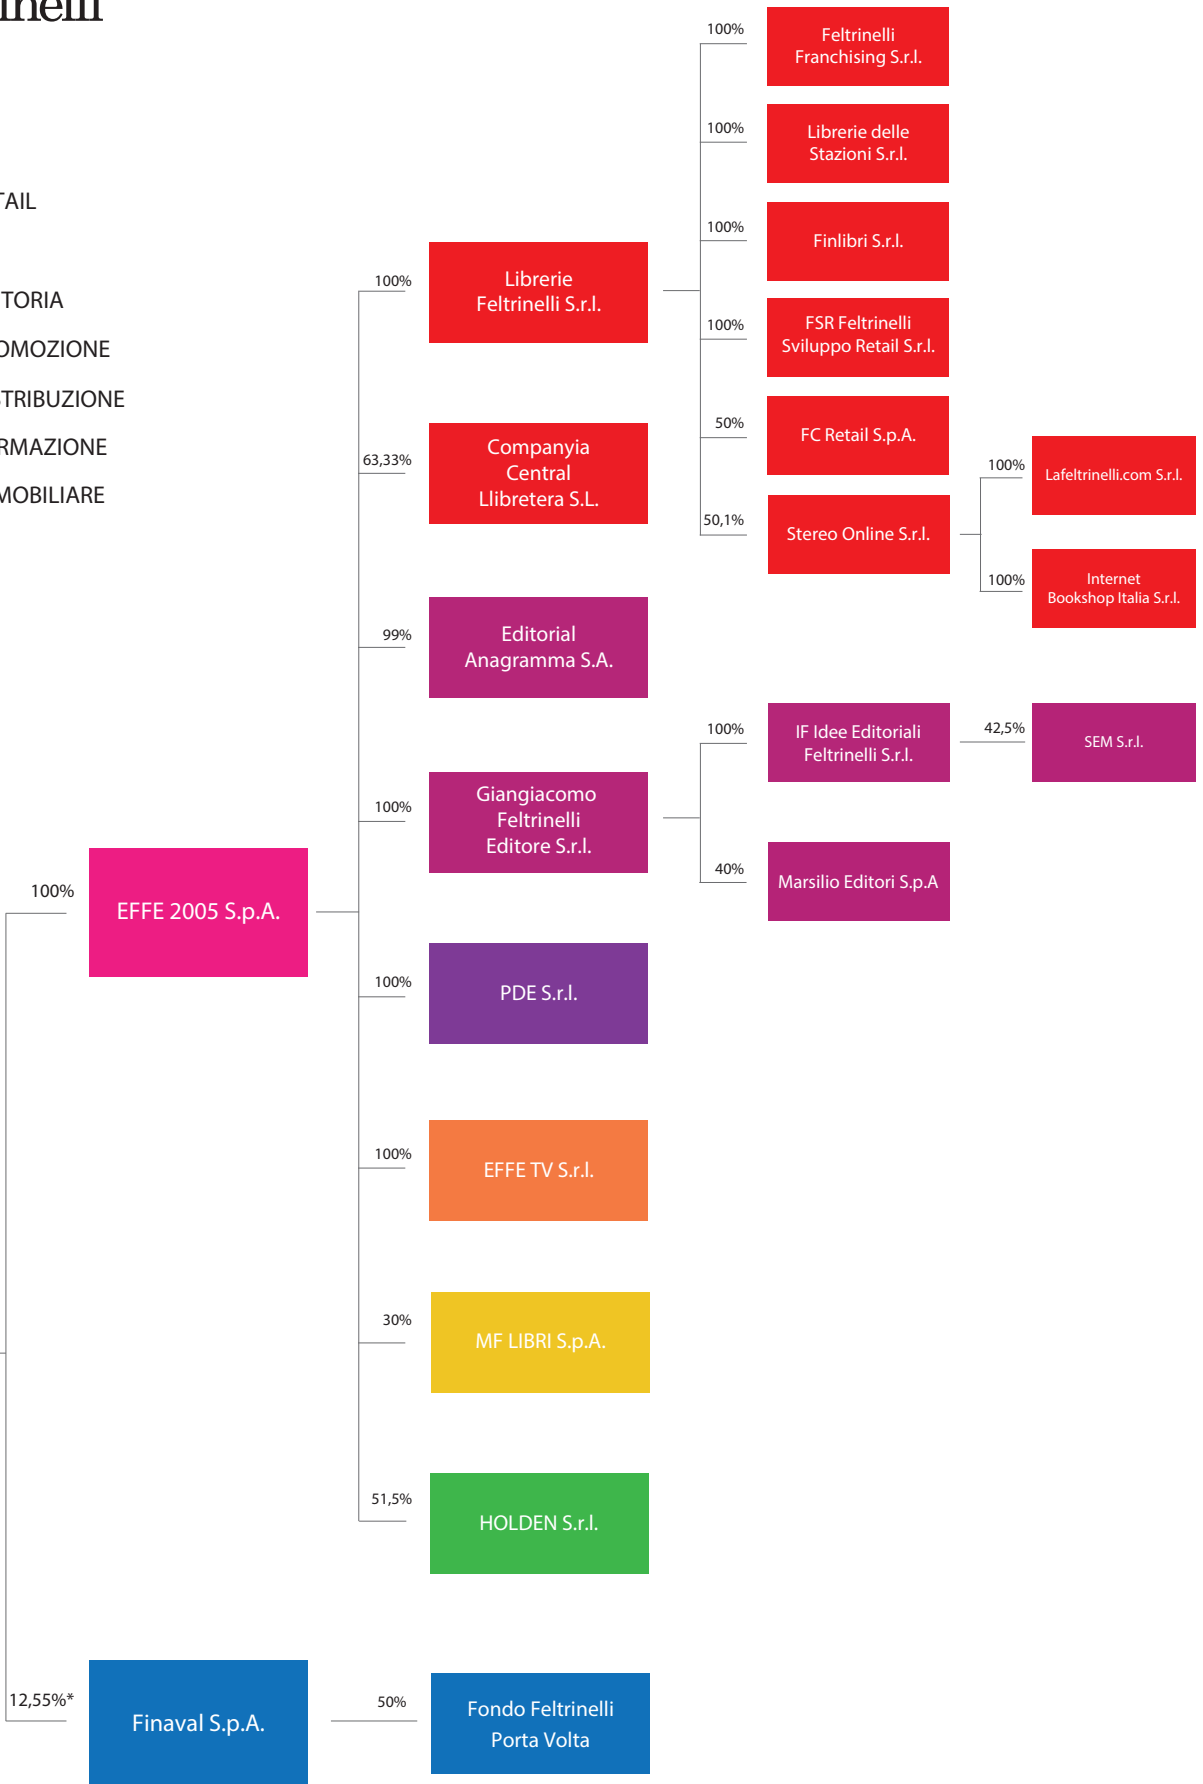 inelli
TAIL
TORIA
OMOZIONE
STRIBUZIONE
RMAZIONE
MOBILIARE
100%
EFFE 2005 S.p.A.
12,55%*
Finaval S.p.A.
50%
Fondo Feltrinelli
Porta Volta
100%
Librerie
Feltrinelli S.r.l.
63,33%
Companyia
Central
Llibretera S.L.
99%
Editorial
Anagramma S.A.
100%
Giangiacomo
Feltrinelli
Editore S.r.l.
100%
PDE S.r.l.
100%
EFFE TV S.r.l.
30%
MF LIBRI S.p.A.
51,5%
HOLDEN S.r.l.
100%
Feltrinelli
Franchising S.r.l.
100%
Librerie delle
Stazioni S.r.l.
100%
Finlibri S.r.l.
100%
FSR Feltrinelli
Sviluppo Retail S.r.l.
50%
FC Retail S.p.A.
50,1%
Stereo Online S.r.l.
100%
Lafeltrinelli.com S.r.l.
100%
Internet
Bookshop Italia S.r.l.
100%
IF Idee Editoriali
Feltrinelli S.r.l.
42,5%
SEM S.r.l.
40%
Marsilio Editori S.p.A